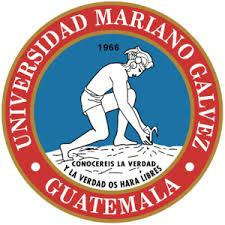 UNIVERSIDAD MARIANO GALVEZ
1966
CONOCEREIS LA VERDAD
Y LA VERDAD OS HARA LIBRES
GUATEMALA